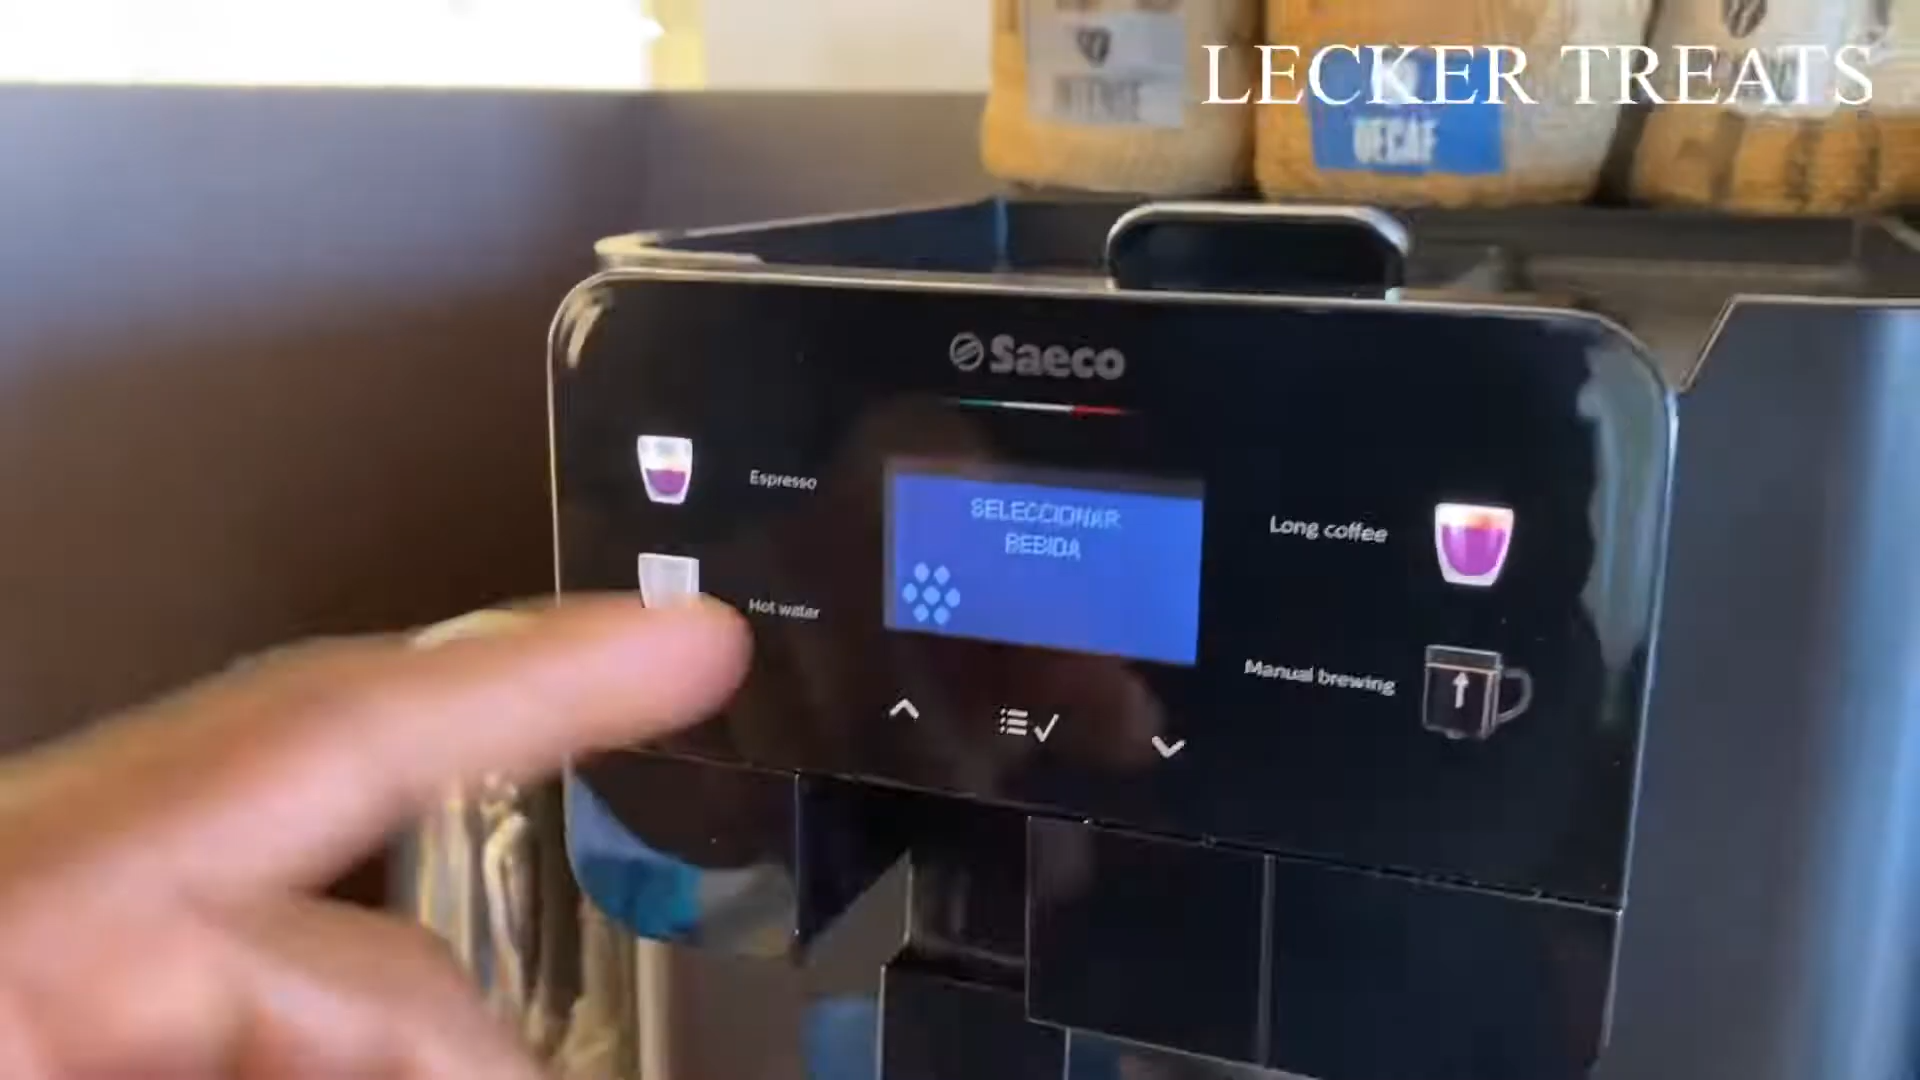 LECKER TREATS
DECAF
Saeco
Espresso
SELECCIONAR
BEBIDA
Long coffee
Hot water
Manual brewing